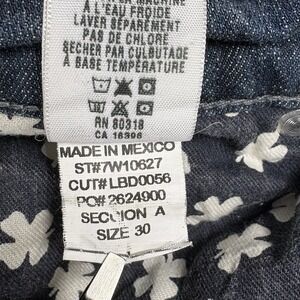 À L'EAU FROIDE
LAVER SÉPARÉMENT
PAS DE CHLORE
SÉCHER PAR CULBUTAGE
À BASE TEMPÉRATURE
RN 80318
CA 16396
MADE IN MEXICO
ST#7W10627
CUT# LBD0056
PO# 2624900
SECCION A
SIZE 30